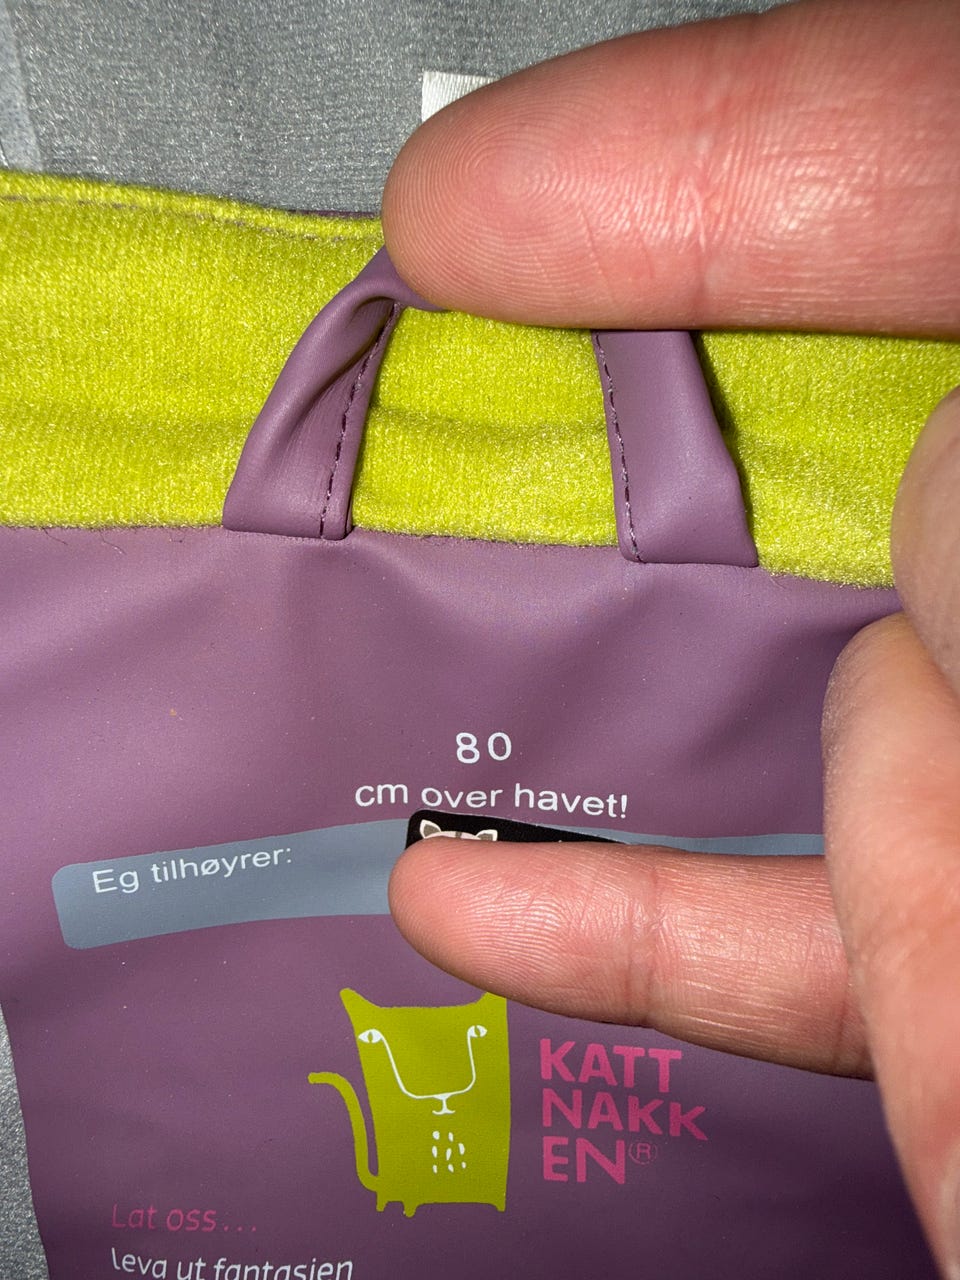 80
cm over havet!
Eg tilhøyrer:
KATT
NAKK
EN®
Lat oss...
leva ut fantasien